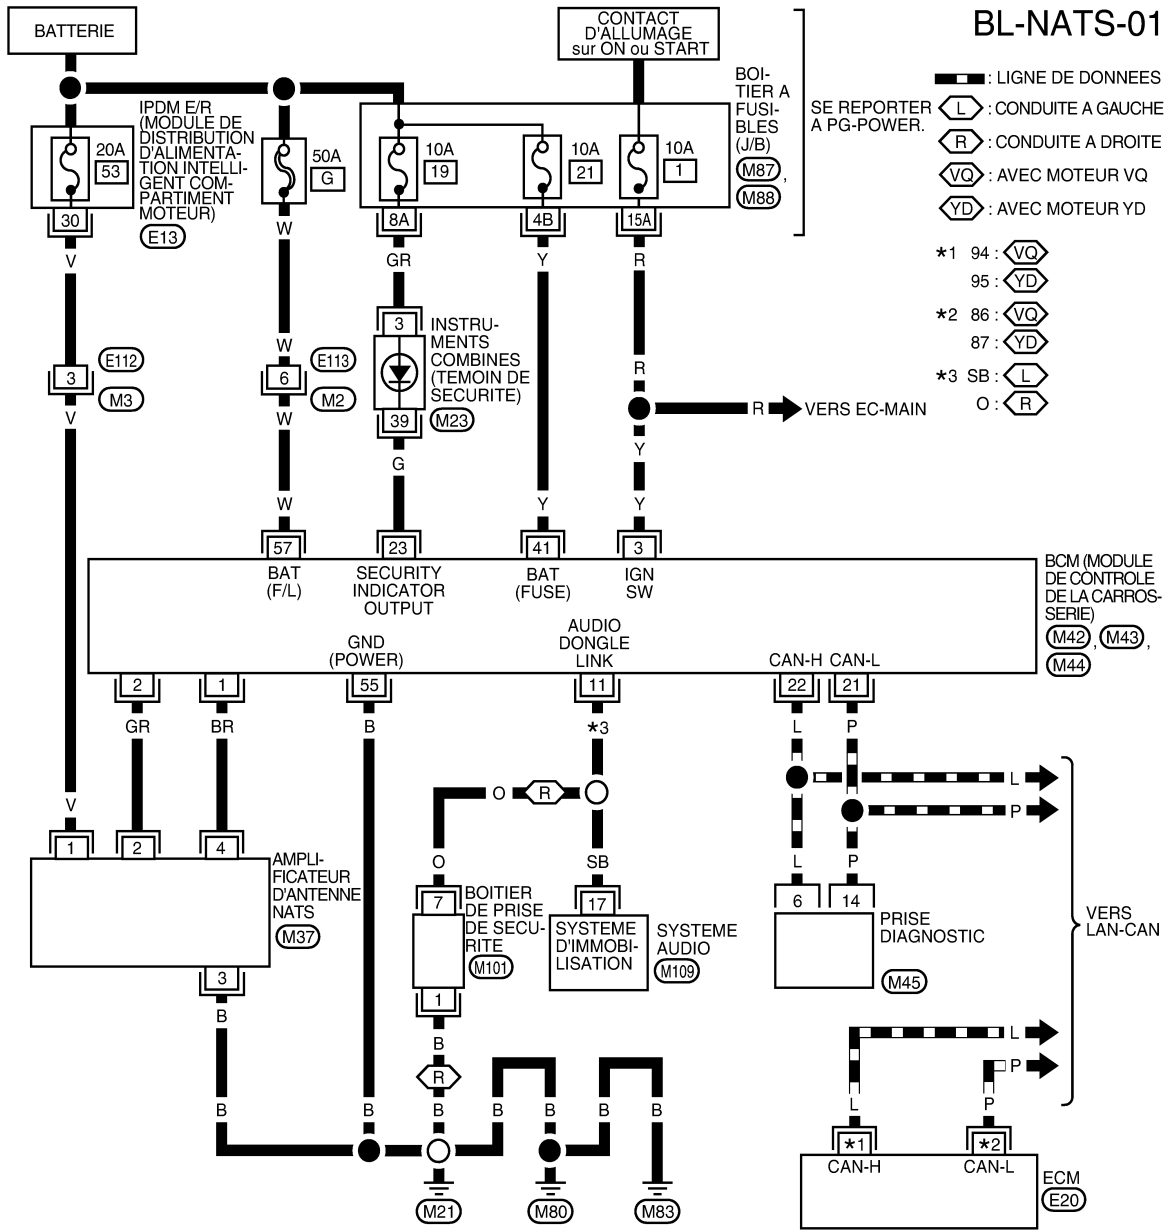 BL-NATS-01
BATTERIE
CONTACT
D'ALLUMAGE
sur ON ou START
: LIGNE DE DONNEES
L : CONDUITE A GAUCHE
R : CONDUITE A DROITE
VQ : AVEC MOTEUR VQ
YD : AVEC MOTEUR YD
*1 94 : VQ
95 : YD
*2 86 : VQ
87 : YD
*3 SB : L
O : R
IPDM E/R
(MODULE DE
DISTRIBUTION
D'ALIMENTA-
TION INTELLI-
GENT COM-
PARTIMENT
MOTEUR)
E13
BOI-
TIER A
FUSI-
BLES
(J/B)
M87 ,
M88
SE REPORTER
A PG-POWER.
20A
53
50A
G
10A
19
10A
21
10A
1
30
8A
4B
15A
V
W
GR
Y
R
3
INSTRU-
MENTS
COMBINES
(TEMOIN DE
SECURITE)
M23
39
W
R
3
E112
M3
6
E113
M2
V
W
R
VERS EC-MAIN
G
Y
W
Y
Y
57
23
41
3
BAT
(F/L)
SECURITY
INDICATOR
OUTPUT
BAT
(FUSE)
IGN
SW
BCM (MODULE
DE CONTROLE
DE LA CARROS-
SERIE)
M42 , M43 ,
M44
GND
(POWER)
AUDIO
DONGLE
LINK
CAN-H CAN-L
2
1
55
11
22
21
GR
BR
B
*3
L
P
L
O
R
V
P
1
2
4
O
SB
L
P
AMPLI-
FICATEUR
D'ANTENNE
NATS
M37
7
BOITIER
DE PRISE
DE SECU-
RITE
M101
17
SYSTEME
D'IMMOBI-
LISATION
SYSTEME
AUDIO
M109
6
14
PRISE
DIAGNOSTIC
M45
VERS
LAN-CAN
3
1
B
B
R
L
P
B
B
B
B
B
B
B
L
P
*1
*2
CAN-H
CAN-L
ECM
E20
M21
M80
M83